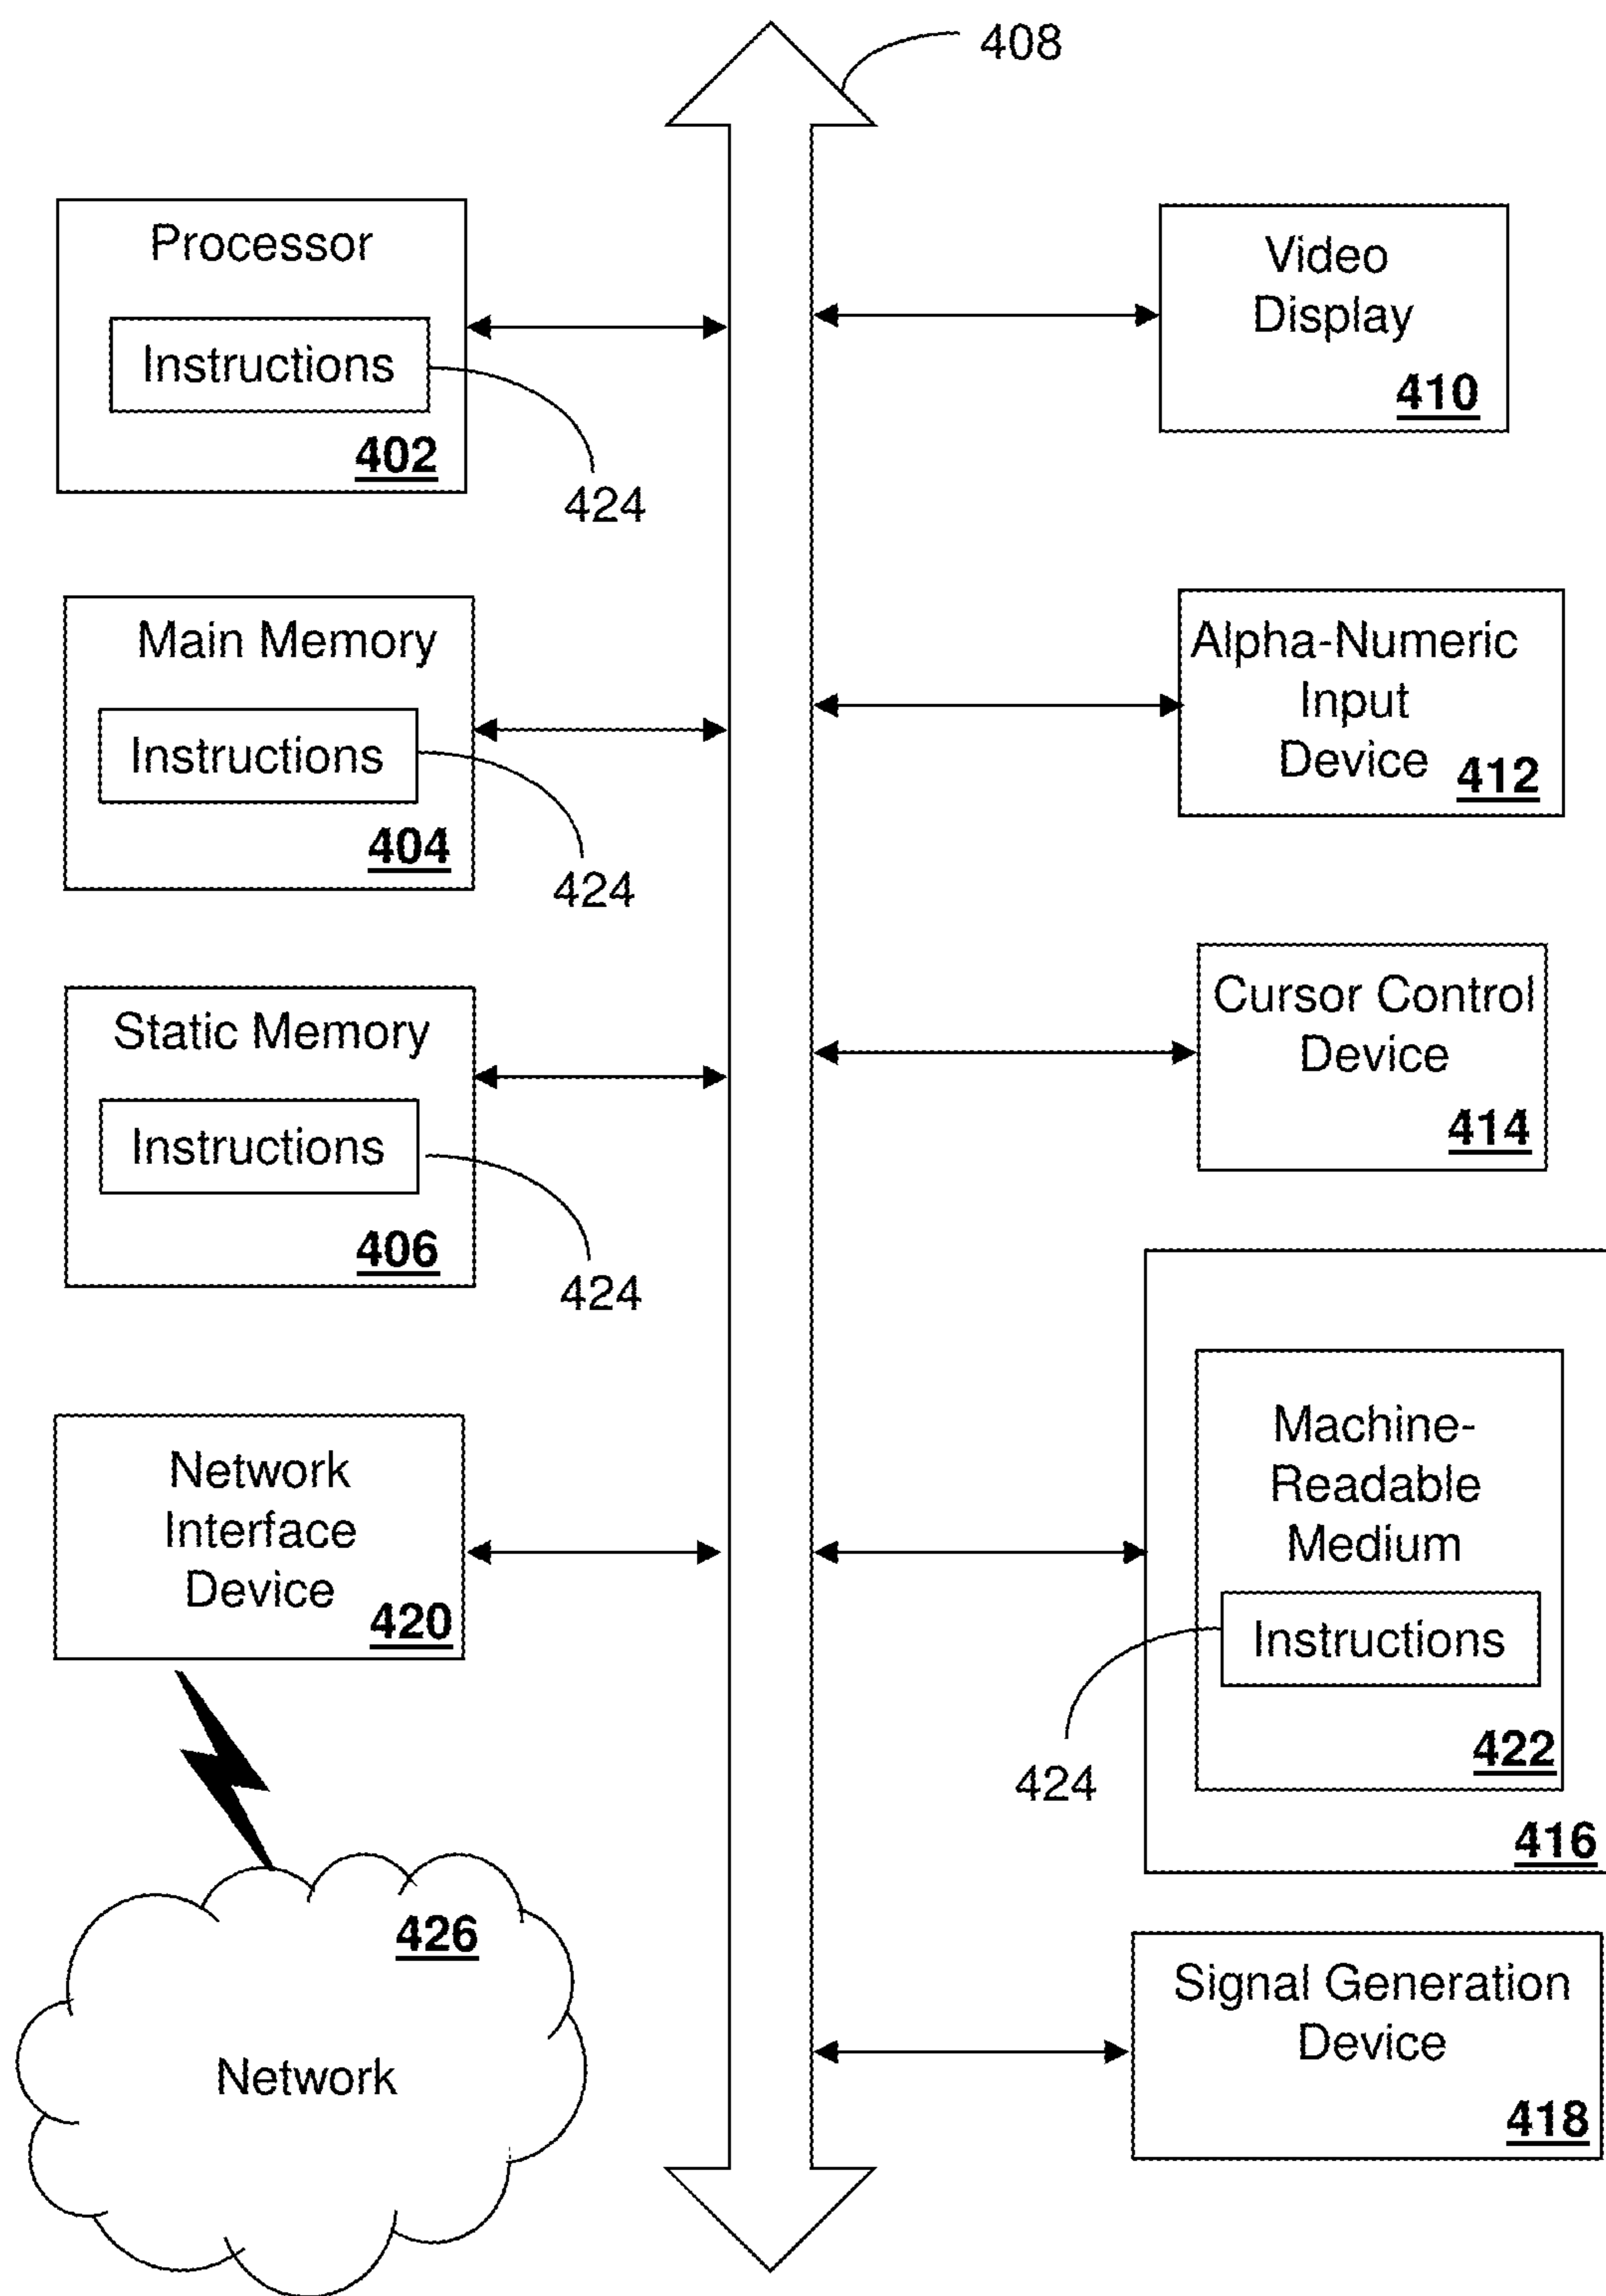 408
Processor
Instructions
402
424
Main Memory
Instructions
404
424
Static Memory
Instructions
406
424
Network
Interface
Device
420
426
Network
Video
Display
410
Alpha-Numeric
Input
Device
412
Cursor Control
Device
414
Machine-
Readable
Medium
Instructions
424
422
416
Signal Generation
Device
418